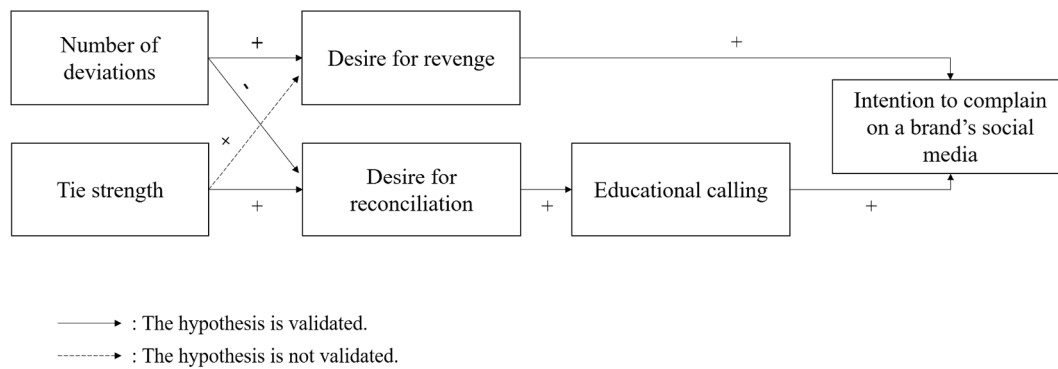 Number of
deviations
+
Desire for revenge
+
Intention to complain
on a brand’s social
media
-
+
Tie strength
+
Desire for
reconciliation
+
Educational calling
+
: The hypothesis is validated.
: The hypothesis is not validated.